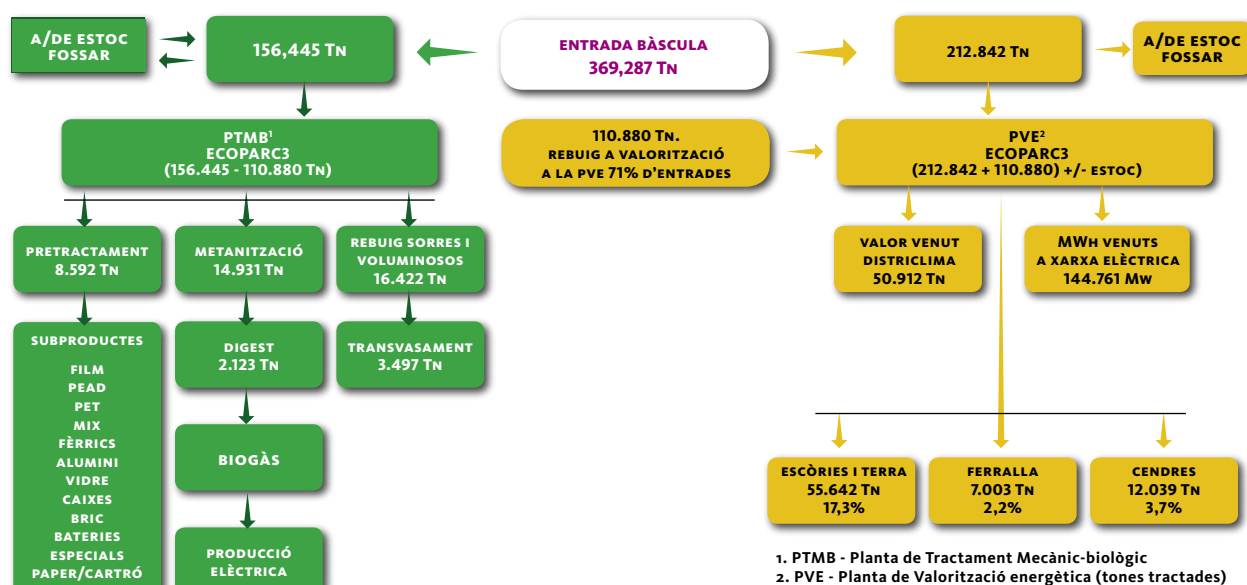 A/DE ESTOC
FOSSAR
156,445 TN
ENTRADA BÀSCULA
369,287 TN
212.842 TN
A/DE ESTOC
FOSSAR
PTMB¹
ECOPARC3
(156.445 - 110.880 TN)
110.880 TN.
REBUIG A VALORITZACIÓ
A LA PVE 71% D'ENTRADES
PVE²
ECOPARC3
(212.842 + 110.880) +/- ESTOC)
PRETRACTAMENT
8.592 TN
METANITZACIÓ
14.931 TN
REBUIG SORRES I
VOLUMINOSOS
16.422 TN
VALOR VENUT
DISTRICLIMA
50.912 TN
MWH VENUTS
A XARXA ELÈCTRICA
144.761 MW
SUBPRODUCTES
FILM
PEAD
PET
MIX
FÈRRICS
ALUMINI
VIDRE
CAIXES
BRIC
BATERIES
ESPECIALS
PAPER/CARTRÓ
DIGEST
2.123 TN
TRANSVASAMENT
3.497 TN
BIOGÀS
PRODUCCIÓ
ELÈCTRICA
ESCÒRIES I TERRA
55.642 TN
17,3%
FERRALLA
7.003 TN
2,2%
CENDRES
12.039 TN
3,7%
1. PTMB - Planta de Tractament Mecànic-biològic
2. PVE - Planta de Valorització energètica (tones tractades)